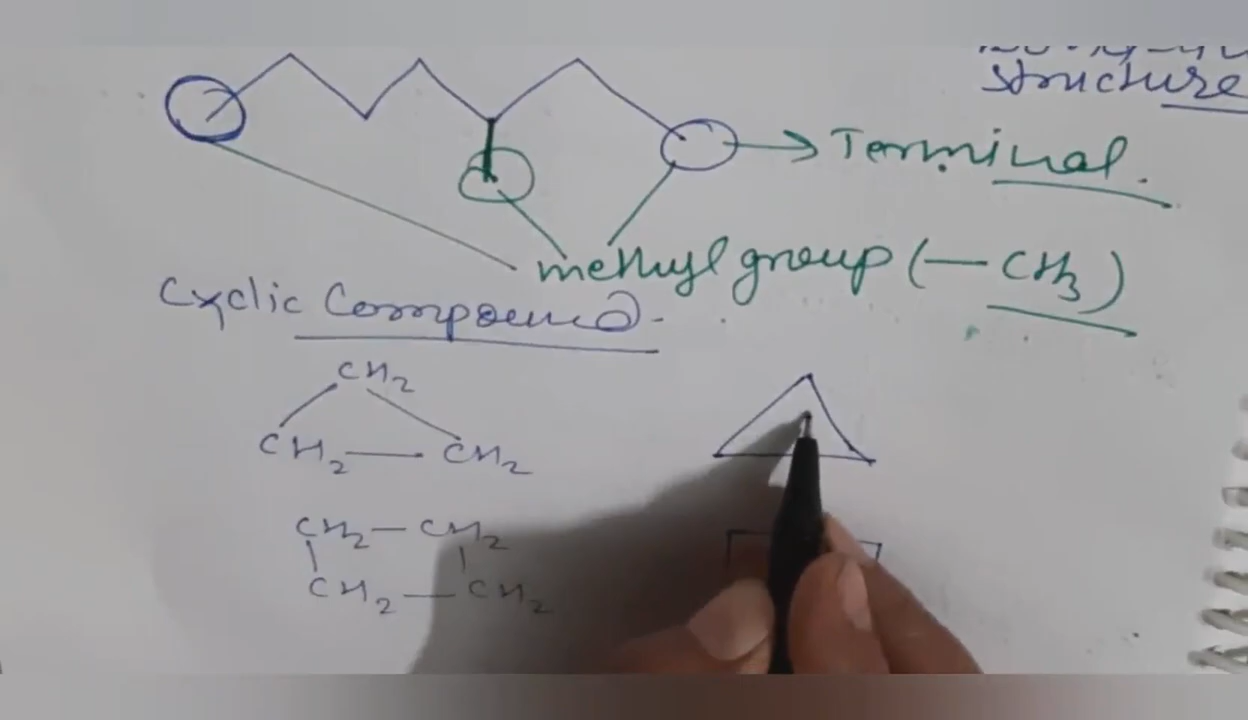 structure
Terminal.
methyl group (—CH3)
Cyclic Compound.
CH2
CH2 — CH2
CH2 — CH2
CH2 — CH2